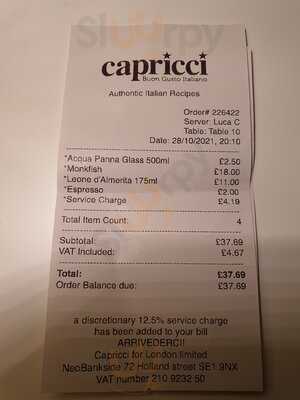 capricci
Buon Gusto Italiano
Authentic Italian Recipes
Order# 226422
Server: Luca C
Table: Table 10
Date: 28/10/2021, 20:10
*Acqua Panna Glass 500ml £2.50
*Monkfish £18.00
*Leone d'Almerita 175ml £11.00
*Espresso £2.00
*Service Charge £4.19
Total Item Count: 4
Subtotal: £37.69
VAT Included: £4.67
Total: £37.69
Order Balance due: £37.69
a discretionary 12.5% service charge
has been added to your bill
ARRIVEDERCI!
Capricci for London limited
NeoBankside 72 Holland street SE1 9NX
VAT number 210 9232 50